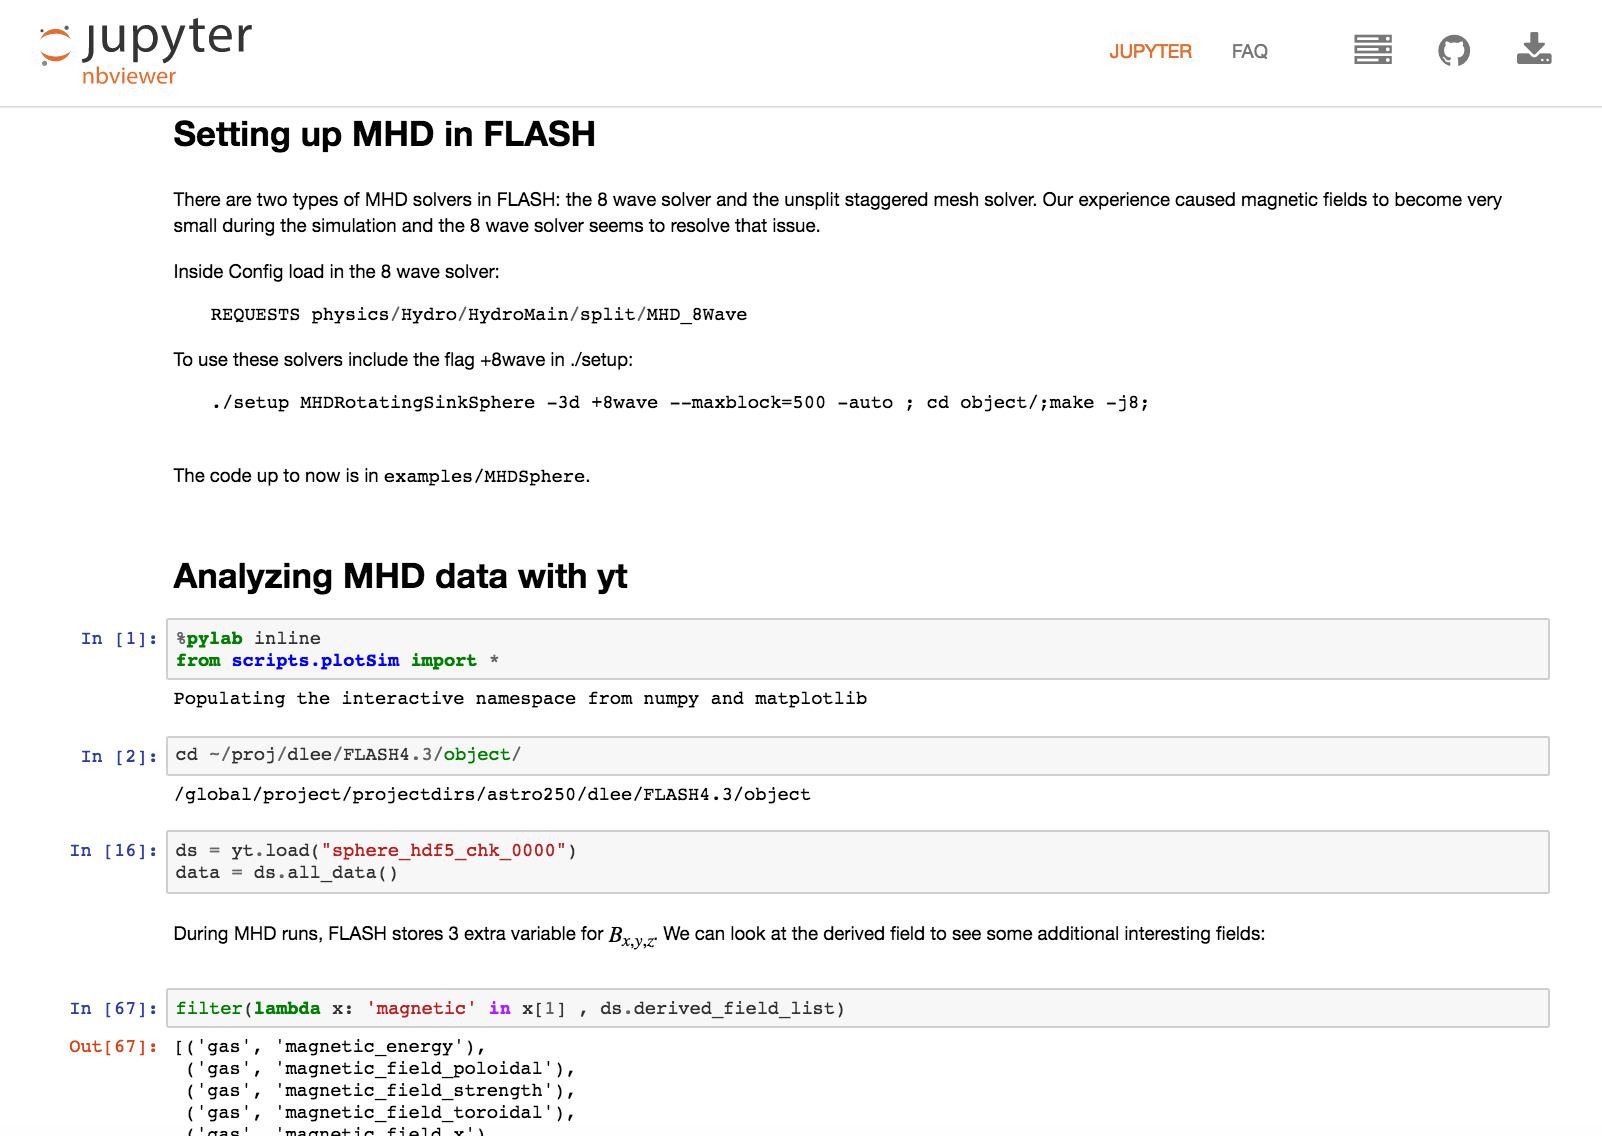 jupyter
nbviewer
JUPYTER FAQ
Setting up MHD in FLASH
There are two types of MHD solvers in FLASH: the 8 wave solver and the unsplit staggered mesh solver. Our experience caused magnetic fields to become very
small during the simulation and the 8 wave solver seems to resolve that issue.
Inside Config load in the 8 wave solver:
REQUESTS physics/Hydro/HydroMain/split/MHD_8Wave
To use these solvers include the flag +8wave in ./setup:
./setup MHDRotatingSinkSphere -3d +8wave --maxblock=500 -auto ; cd object/;make -j8;
The code up to now is in examples/MHDSphere.
Analyzing MHD data with yt
In [1]: %pylab inline
from scripts.plotSim import *
Populating the interactive namespace from numpy and matplotlib
In [2]: cd ~/proj/dlee/FLASH4.3/object/
/global/project/projectdirs/astro250/dlee/FLASH4.3/object
In [16]: ds = yt.load("sphere_hdf5_chk_0000")
data = ds.all_data()
During MHD runs, FLASH stores 3 extra variable for B_{x,y,z}. We can look at the derived field to see some additional interesting fields:
In [67]: filter(lambda x: 'magnetic' in x[1] , ds.derived_field_list)
Out[67]: [('gas', 'magnetic_energy'),
('gas', 'magnetic_field_poloidal'),
('gas', 'magnetic_field_strength'),
('gas', 'magnetic_field_toroidal'),
('gas', 'magnetic_field_x')